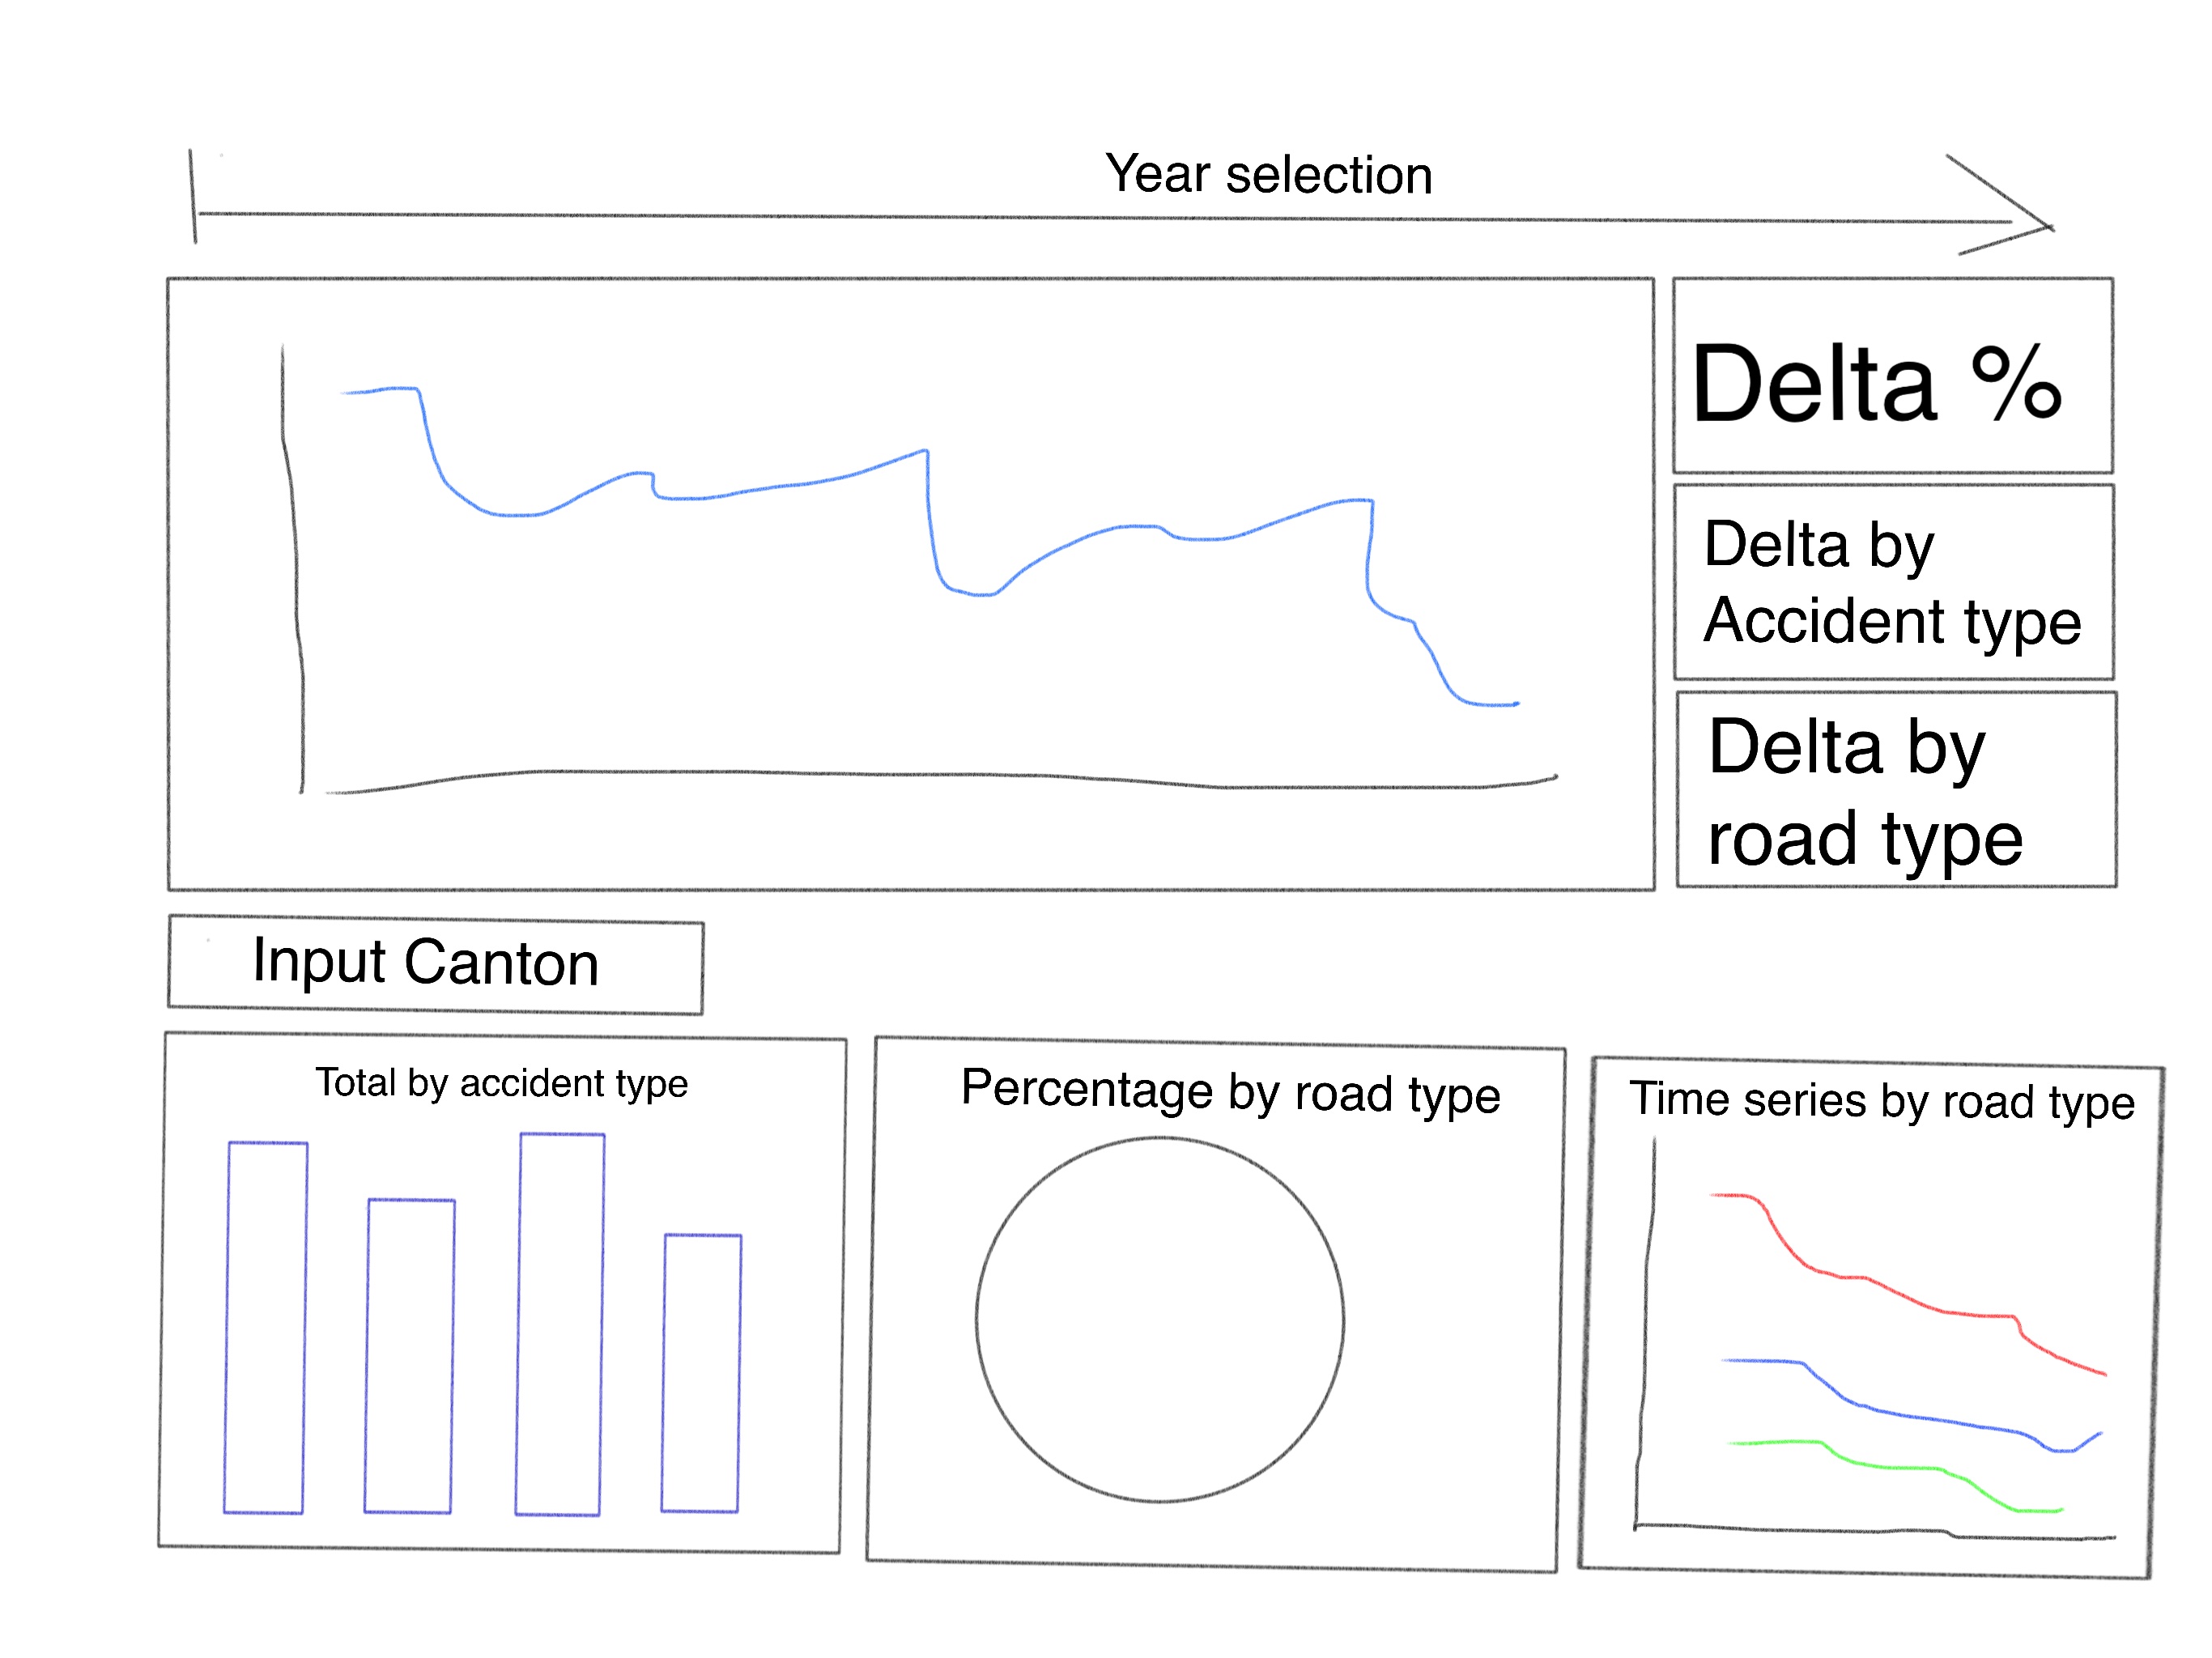 Year selection
Delta %
Delta by
Accident type
Delta by
road type
Input Canton
Total by accident type
Percentage by road type
Time series by road type